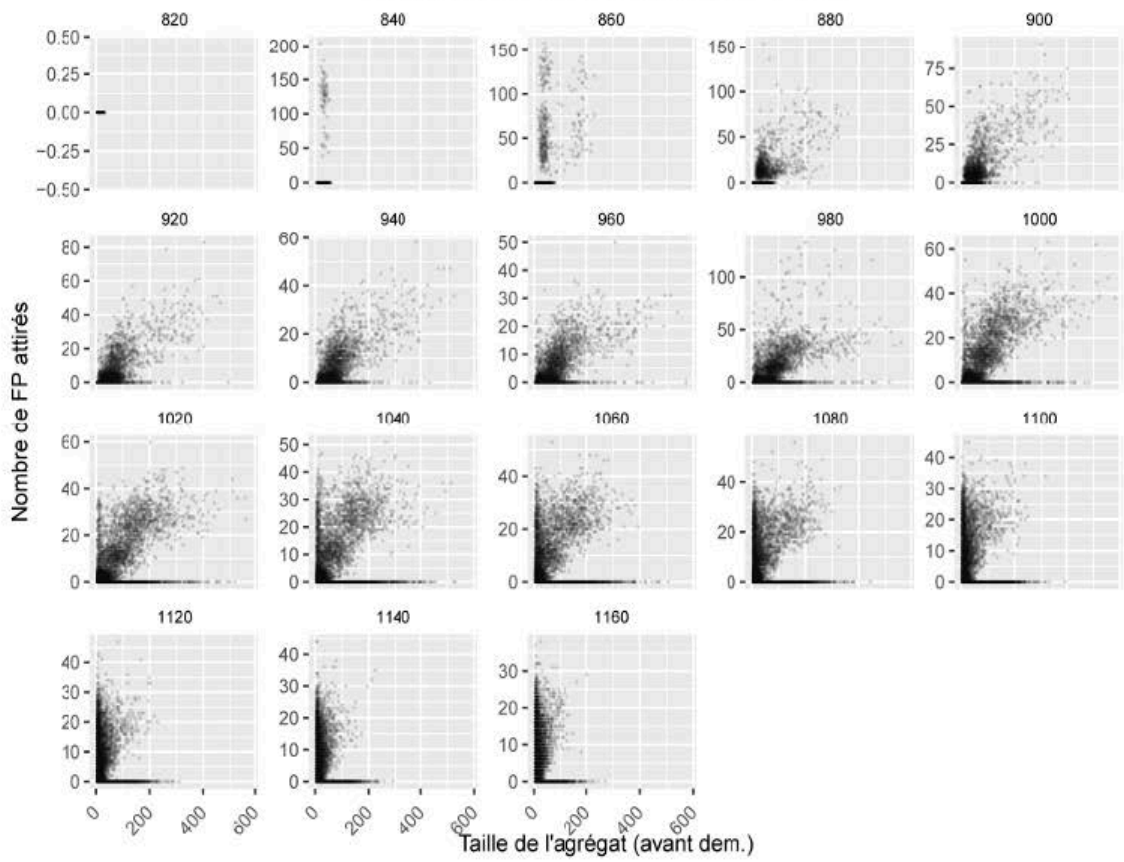 820 840 860 880 900
0.50 200 150 150 75
0.25 150 100 100 50
0.00 100 50 50 25
−0.25 50 0 0 0
−0.50 0
920 940 960 980 1000
80 60 50 100 60
60 40 40 50 40
40 20 30 0 20
20 0 20 0
0 10
0
Nombre de FP attirés
1020 1040 1060 1080 1100
60 50 60 60 40
40 40 40 40 30
20 30 20 20 20
0 20 0 0 10
10 0
0
1120 1140 1160
40 40 30
30 30 20
20 20 10
10 10 0
0 0
0 200 400 600 0 200 400 600 0 200 400 600
Taille de l'agrégat (avant dem.)